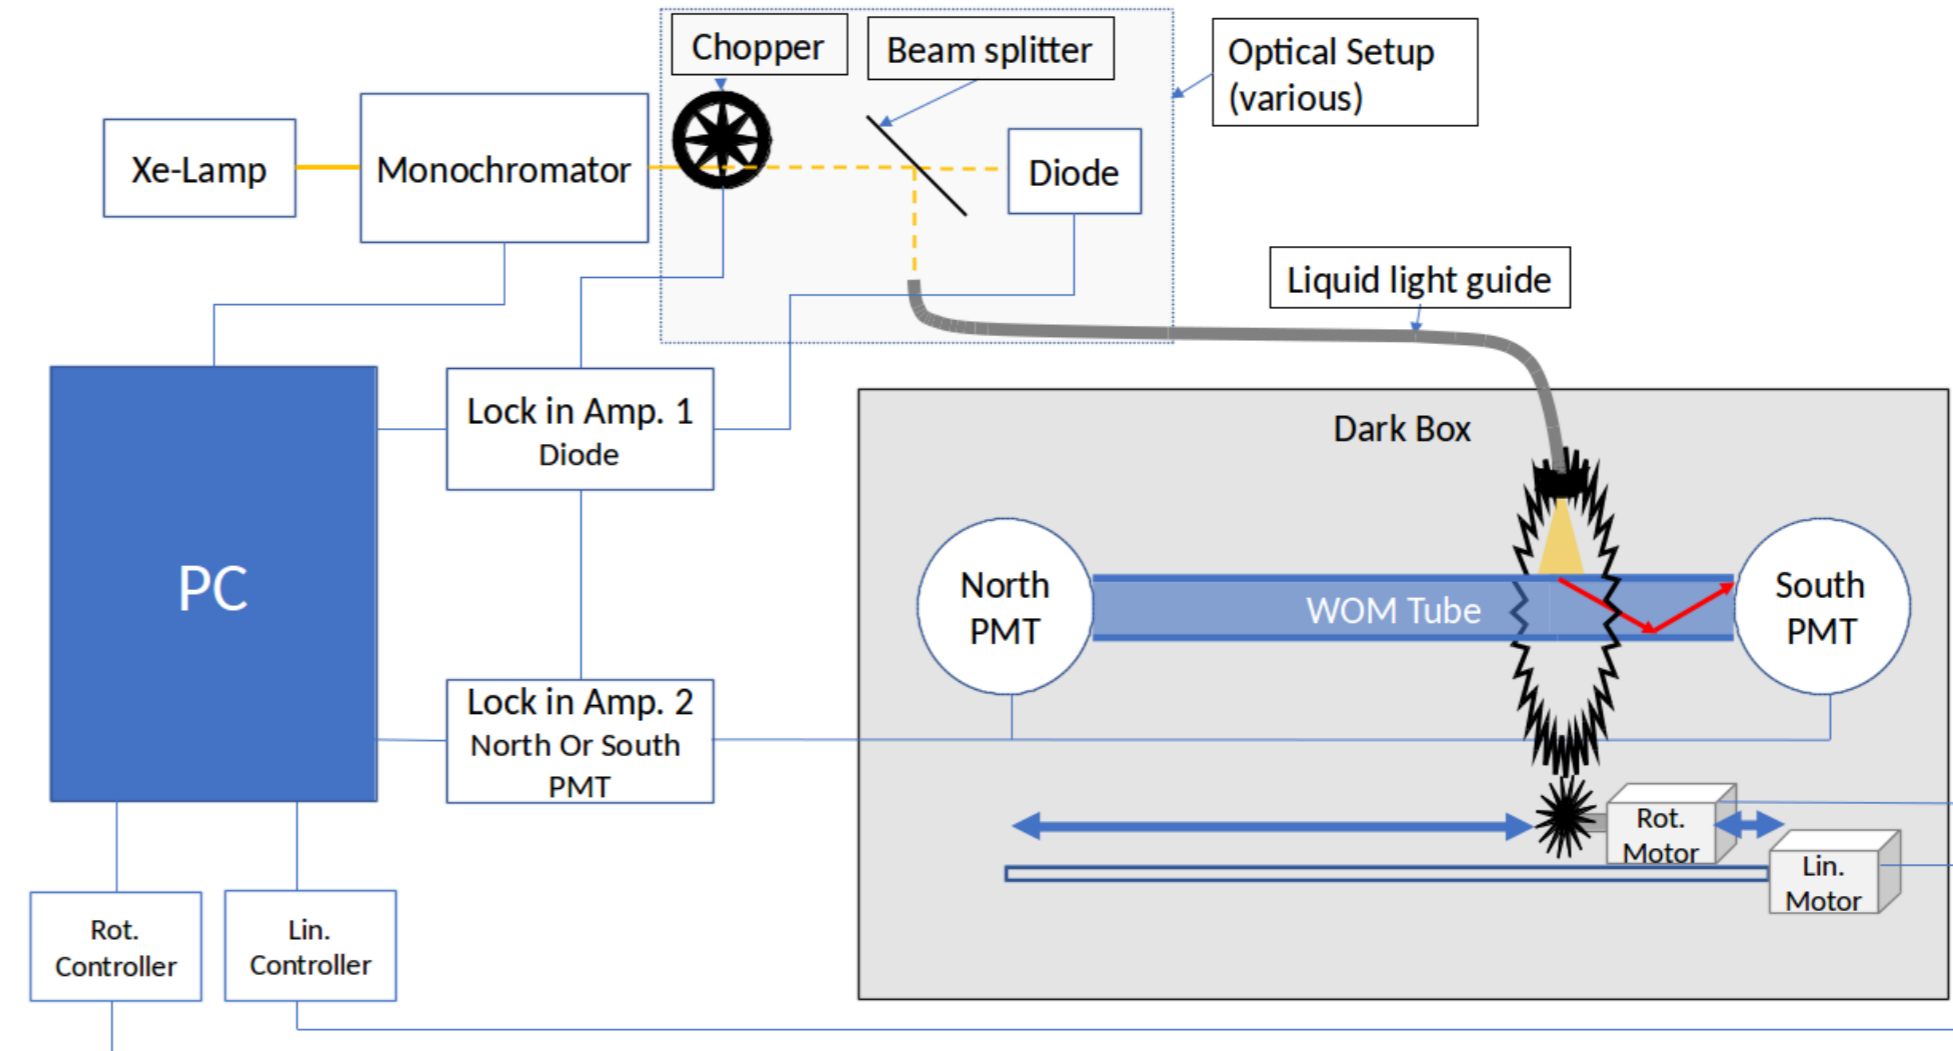 Chopper
Beam splitter
Optical Setup
(various)
Xe-Lamp
Monochromator
Diode
Liquid light guide
Lock in Amp. 1
Diode
Dark Box
PC
North
PMT
WOM Tube
South
PMT
Lock in Amp. 2
North Or South
PMT
Rot.
Motor
Lin.
Motor
Rot.
Controller
Lin.
Controller